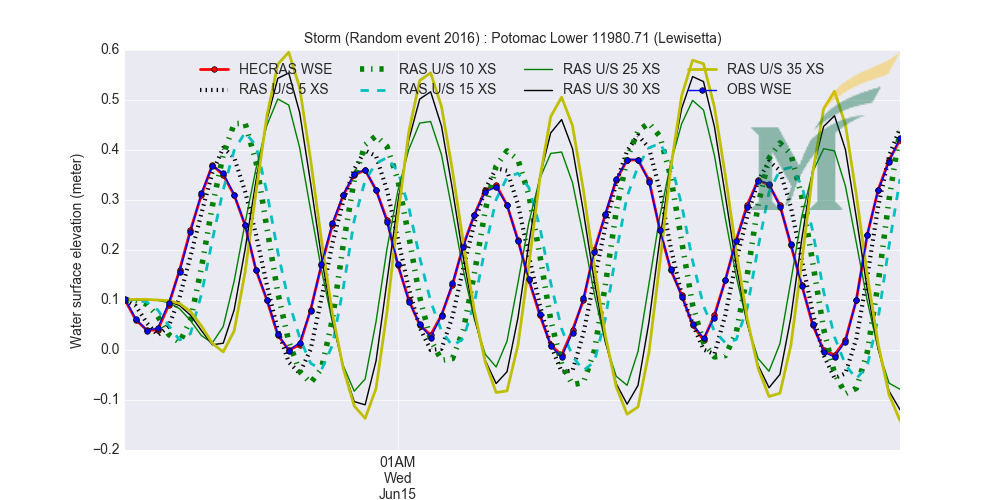 Storm (Random event 2016) : Potomac Lower 11980.71 (Lewisetta)
HECRAS WSE RAS U/S 10 XS RAS U/S 25 XS RAS U/S 35 XS
RAS U/S 5 XS RAS U/S 15 XS RAS U/S 30 XS OBS WSE
Water surface elevation (meter)
0.6
0.5
0.4
0.3
0.2
0.1
0.0
−0.1
−0.2
01AM
Wed
Jun15
M